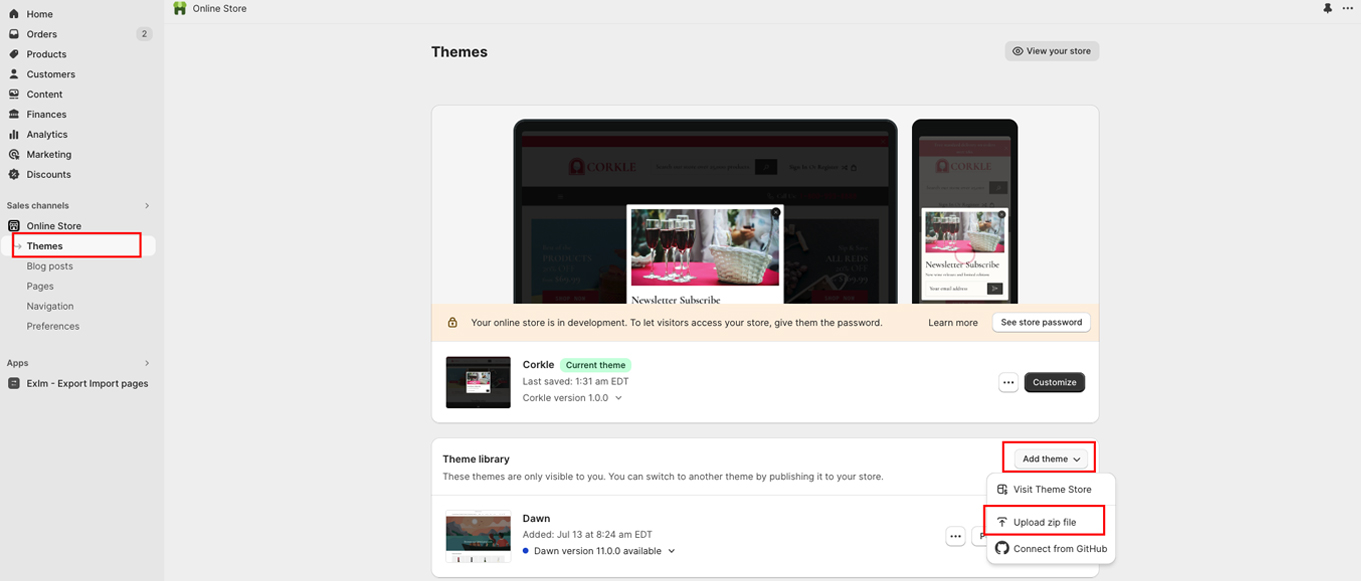 Online Store
Home
Orders 2
Products
Customers
Content
Finances
Analytics
Marketing
Discounts
Sales channels
Online Store
Themes
Blog posts
Pages
Navigation
Preferences
Apps
ExIm - Export Import pages
Themes
View your store
CORKLE
CORKLE
Newsletter Subscribe
Newsletter Subscribe
Your email address
Your online store is in development. To let visitors access your store, give them the password.
Learn more
See store password
Corkle Current theme
Last saved: 1:31 am EDT
Corkle version 1.0.0
Customize
Theme library
These themes are only visible to you. You can switch to another theme by publishing it to your store.
Add theme
Visit Theme Store
Upload zip file
Connect from GitHub
Dawn
Added: Jul 13 at 8:24 am EDT
Dawn version 11.0.0 available